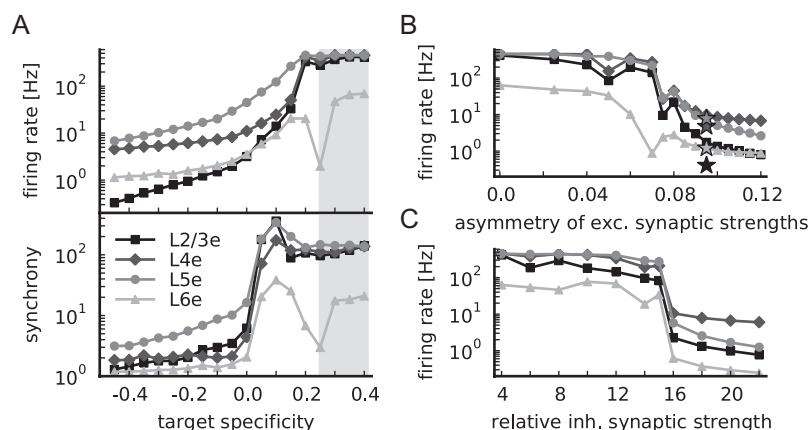 A
B
firing rate [Hz]
10²
10¹
10⁰
synchrony
10²
10¹
10⁰
L2/3e
L4e
L5e
L6e
-0.4
-0.2
0.0
0.2
0.4
target specificity
firing rate [Hz]
10²
10¹
10⁰
0.0
0.04
0.08
0.12
asymmetry of exc. synaptic strengths
C
firing rate [Hz]
10²
10¹
10⁰
4
8
12
16
20
relative inh, synaptic strength